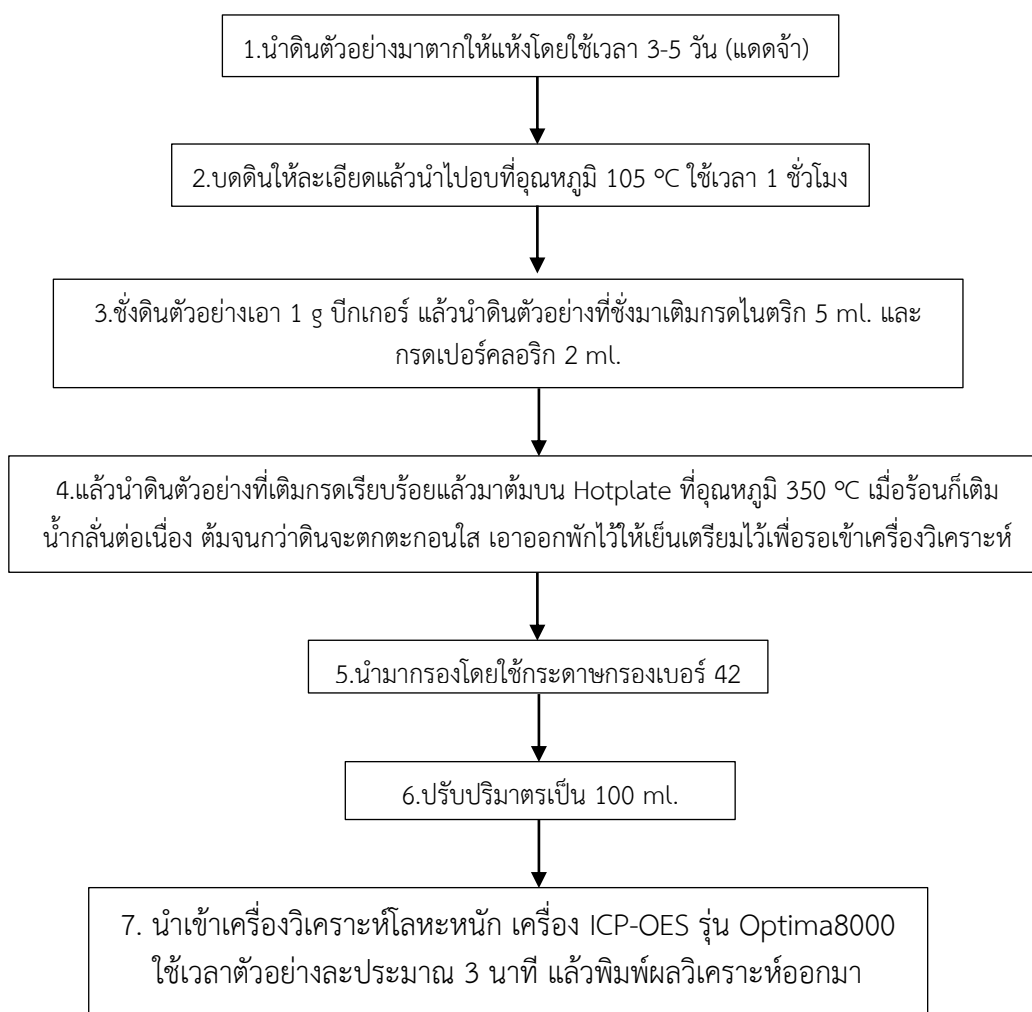 1.นำดินตัวอย่างมาตากให้แห้งโดยใช้เวลา 3-5 วัน (แดดจ้า)
2.บดดินให้ละเอียดแล้วนำไปอบที่อุณหภูมิ 105 °C ใช้เวลา 1 ชั่วโมง
3.ชั่งดินตัวอย่างเอา 1 g บีกเกอร์ แล้วนำดินตัวอย่างที่ชั่งมาเติมกรดไนตริก 5 ml. และ
กรดเปอร์คลอริก 2 ml.
4.แล้วนำดินตัวอย่างที่เติมกรดเรียบร้อยแล้วมาต้มบน Hotplate ที่อุณหภูมิ 350 °C เมื่อร้อนก็เติม
น้ำกลั่นต่อเนื่อง ต้มจนกว่าดินจะตกตะกอนใส เอาออกพักไว้ให้เย็นเตรียมไว้เพื่อรอเข้าเครื่องวิเคราะห์
5.นำมากรองโดยใช้กระดาษกรองเบอร์ 42
6.ปรับปริมาตรเป็น 100 ml.
7. นำเข้าเครื่องวิเคราะห์โลหะหนัก เครื่อง ICP-OES รุ่น Optima8000
ใช้เวลาตัวอย่างละประมาณ 3 นาที แล้วพิมพ์ผลวิเคราะห์ออกมา